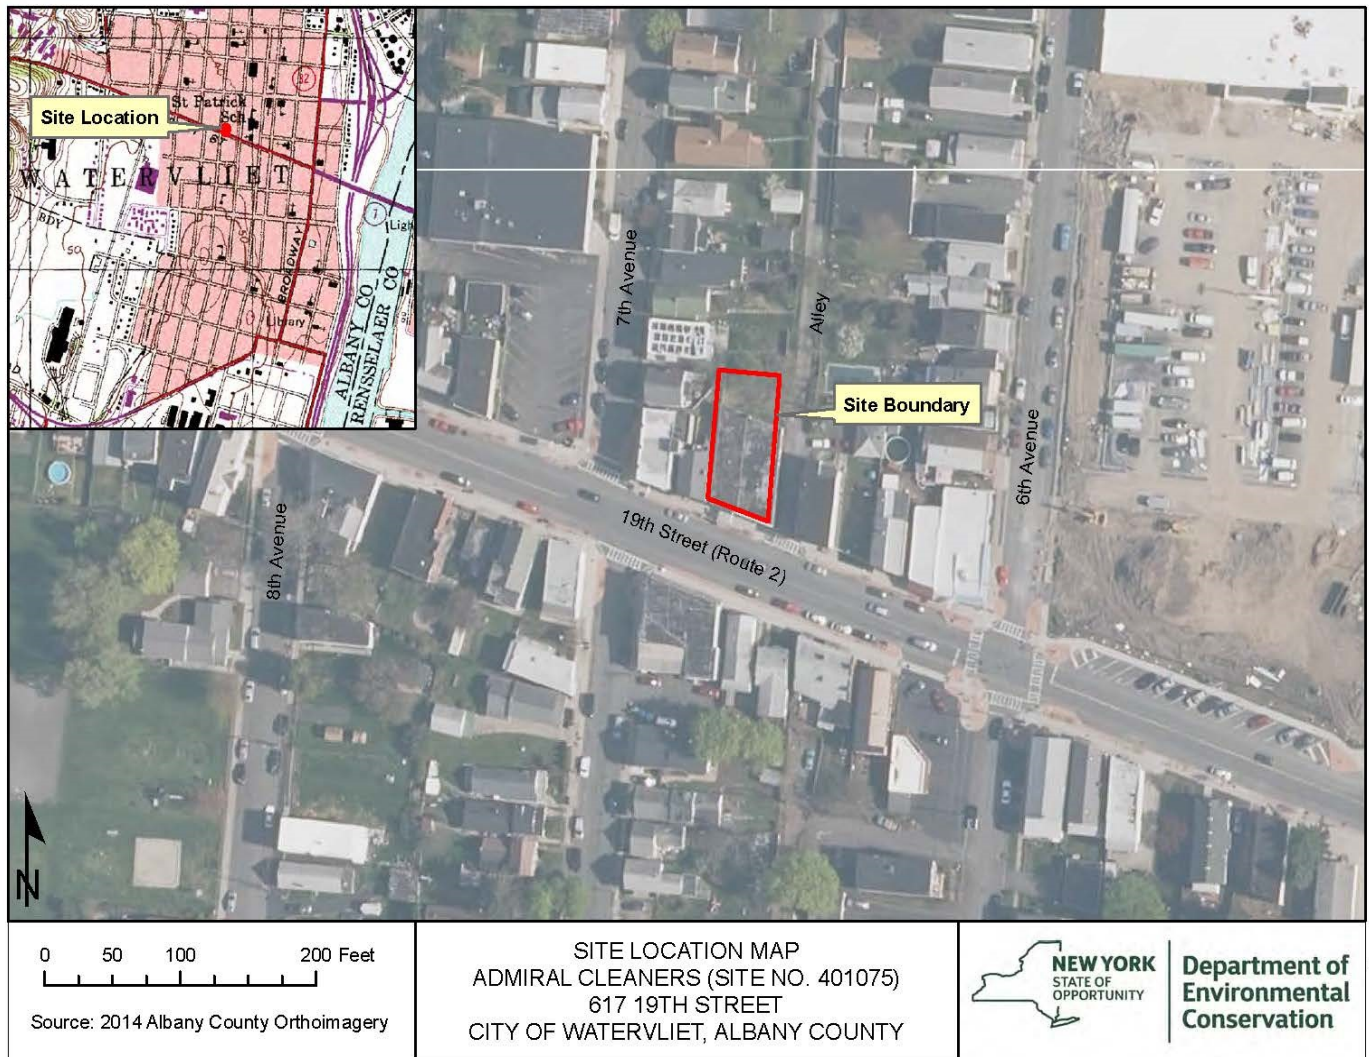 St Patrick
Sch
32
Site Location
WATERVLIET
BDY
50
BROADWAY
Library
ALBANY CO
RENSSELAER CO
Ligh
7th Avenue
Alley
Site Boundary
6th Avenue
8th Avenue
19th Street (Route 2)
N
0 50 100 200 Feet
Source: 2014 Albany County Orthoimagery
SITE LOCATION MAP
ADMIRAL CLEANERS (SITE NO. 401075)
617 19TH STREET
CITY OF WATERVLIET, ALBANY COUNTY
NEW YORK
STATE OF
OPPORTUNITY
Department of
Environmental
Conservation